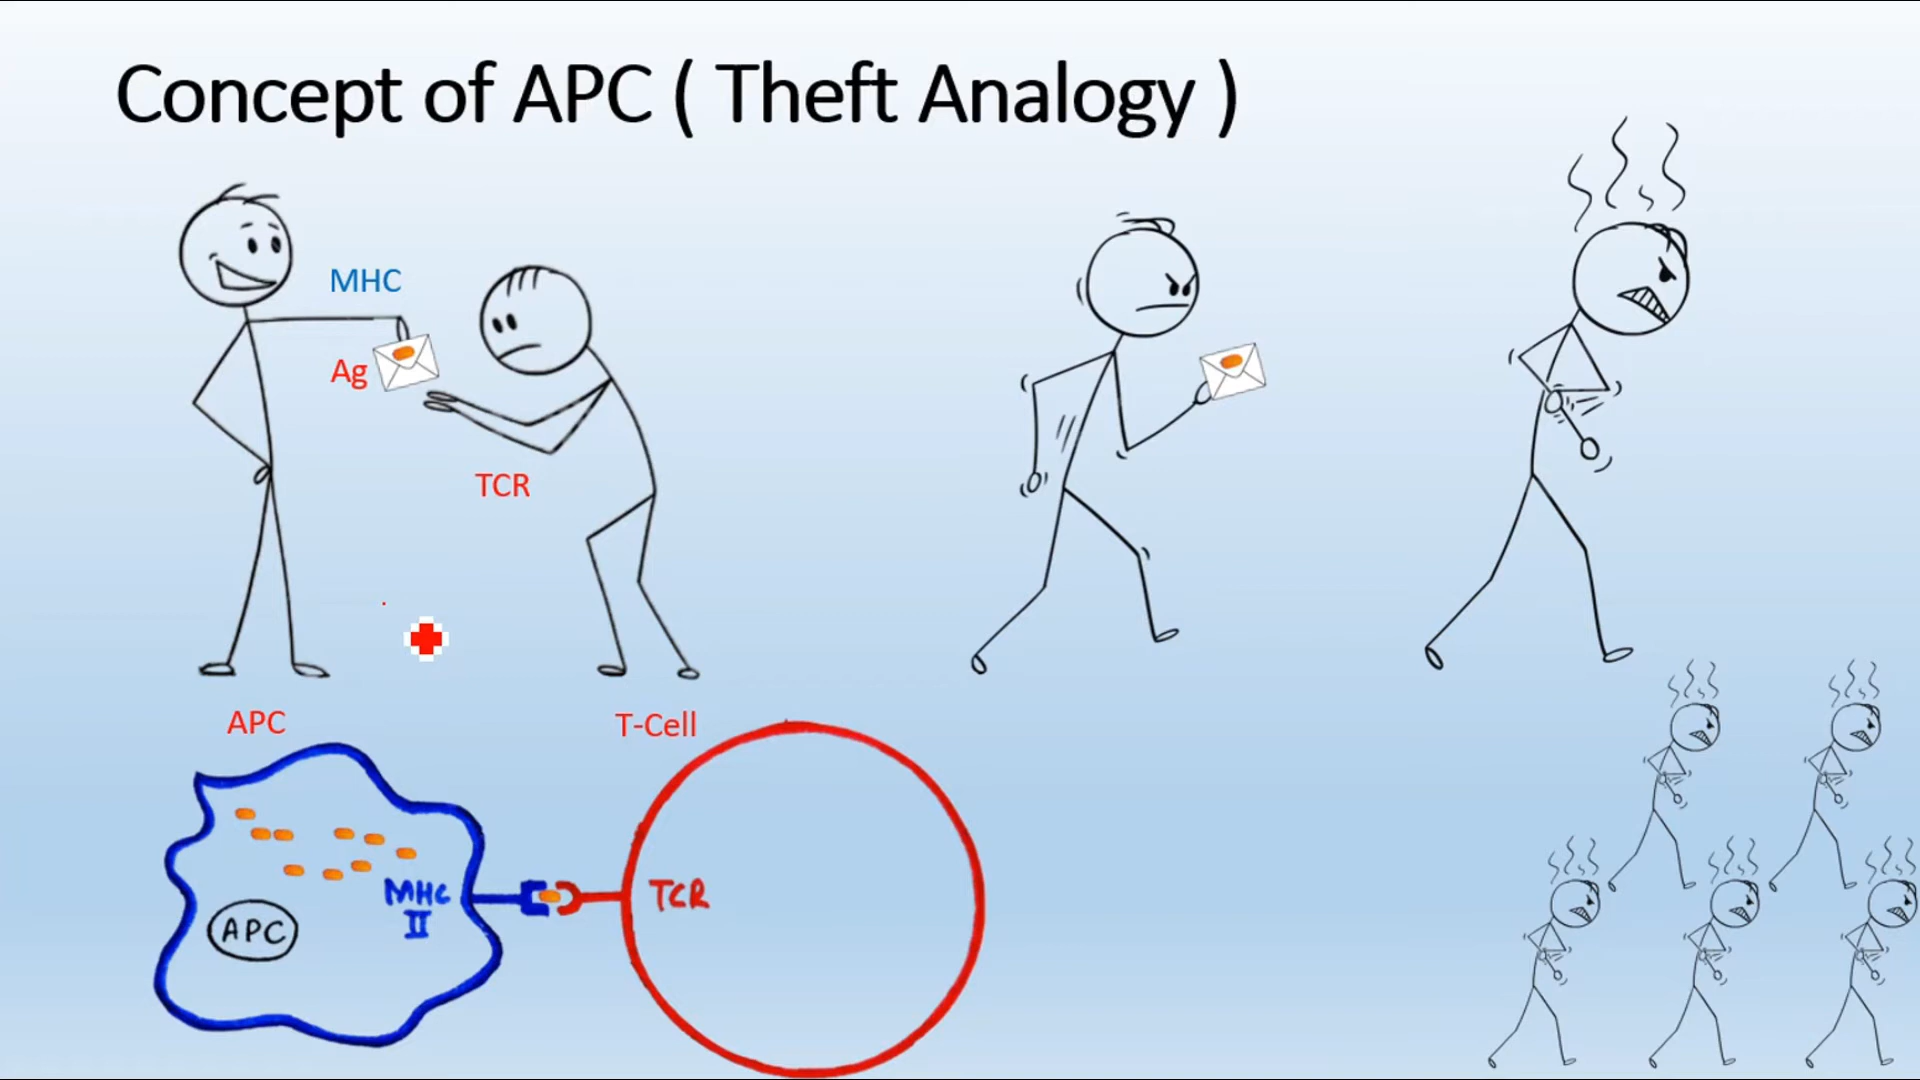 Concept of APC ( Theft Analogy )
MHC
Ag
TCR
APC
T-Cell
MHC
II
TCR
APC